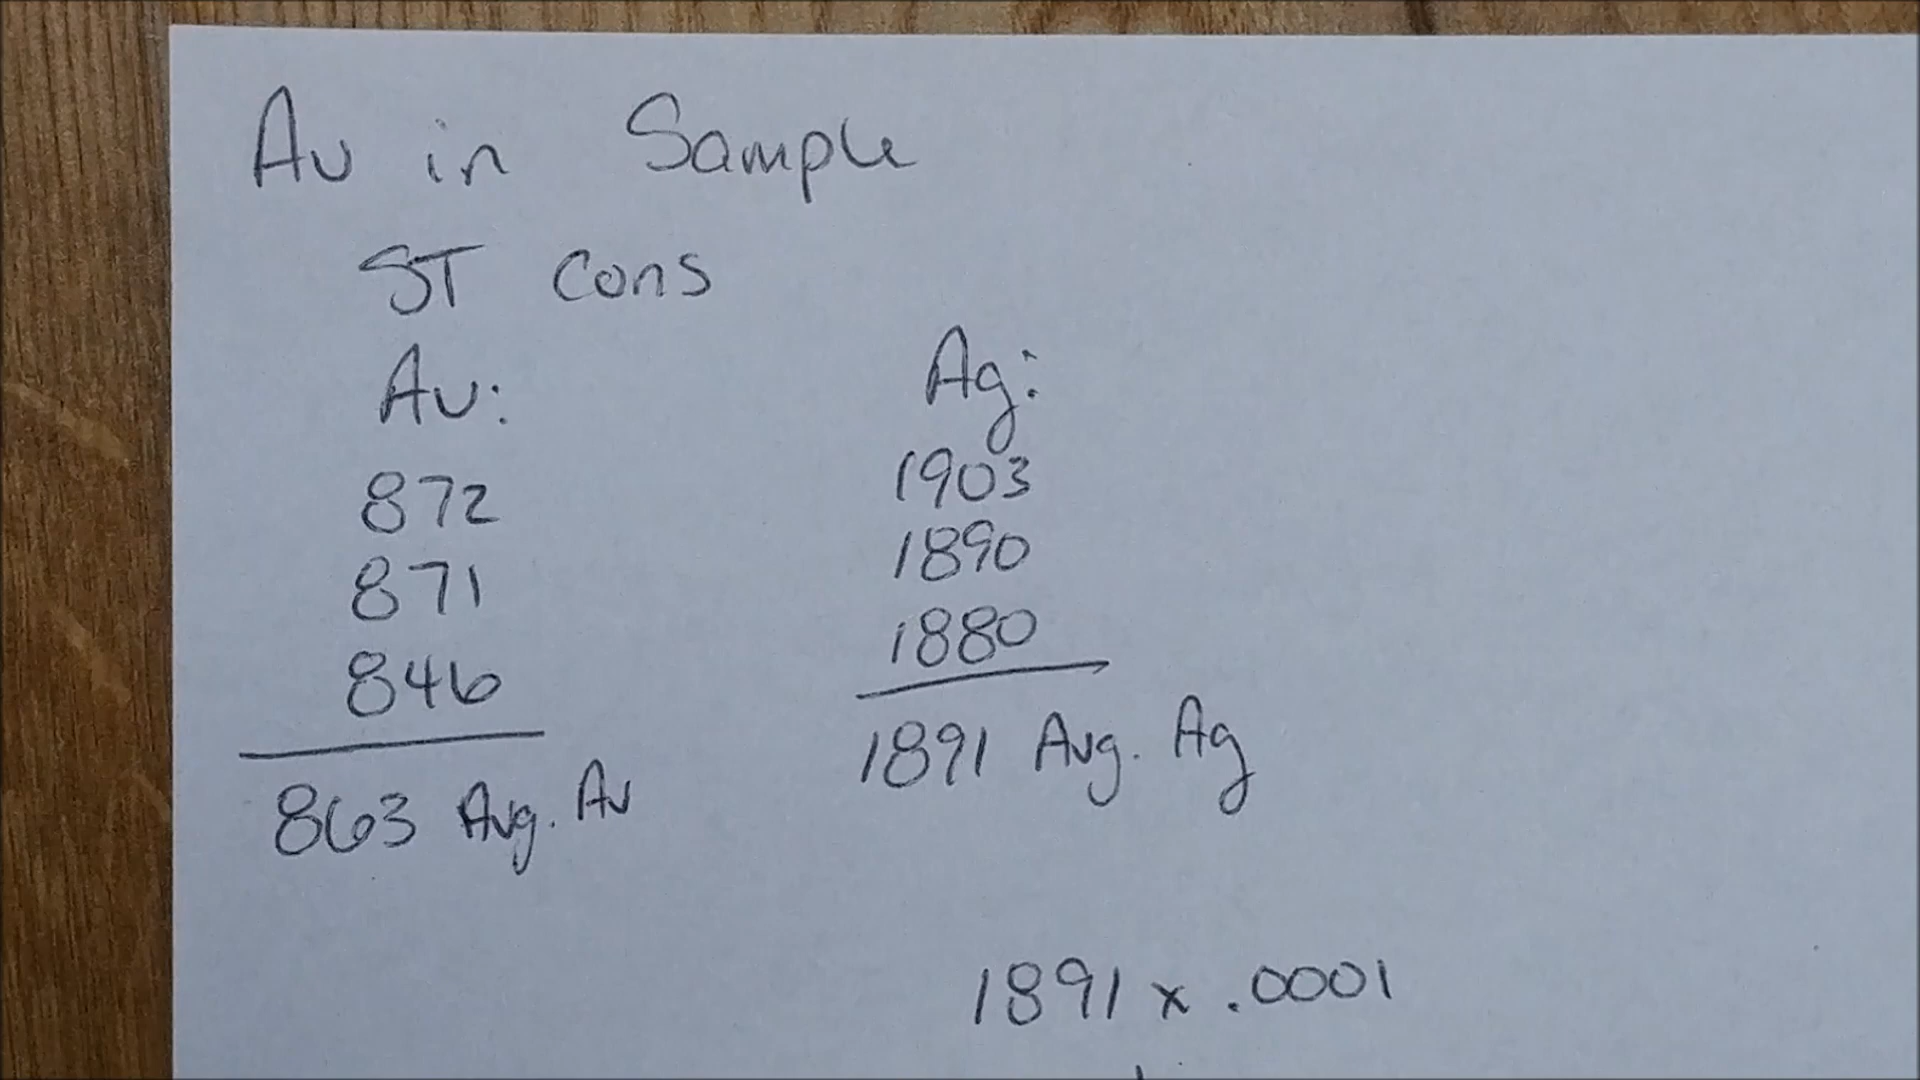 Au in Sample
ST Cons
Au:
872
871
846
863 Avg. Au
Ag:
1903
1890
1880
1891 Avg. Ag
1891 x .0001